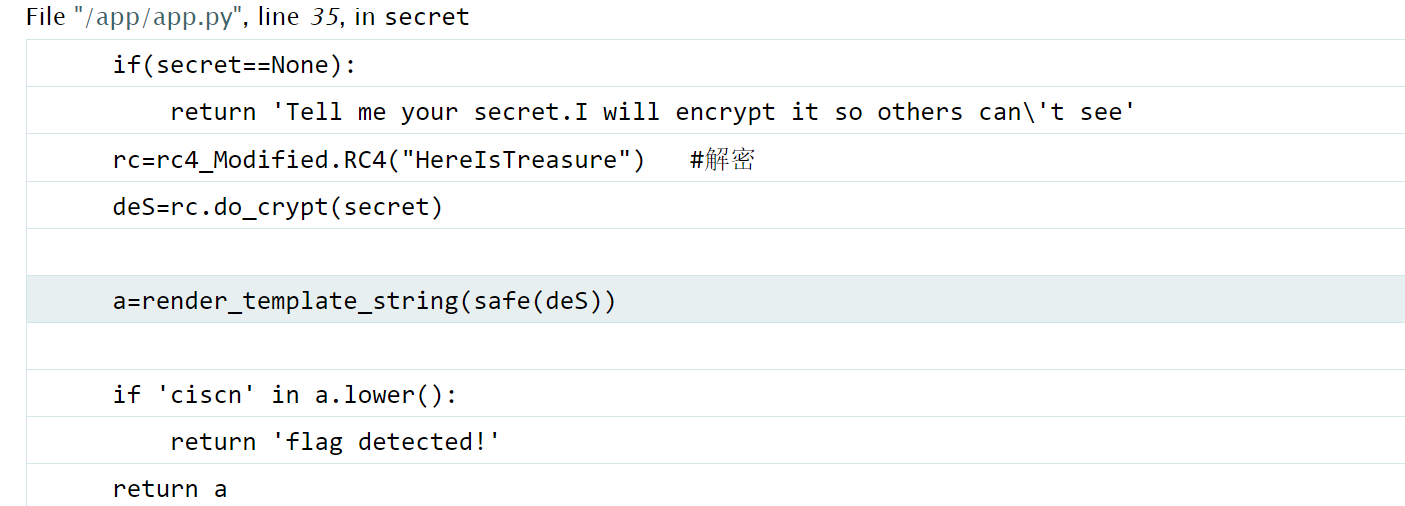 File "/app/app.py", line 35, in secret
if(secret==None):
return 'Tell me your secret.I will encrypt it so others can\'t see'
rc=rc4_Modified.RC4("HereIsTreasure")   #解密
deS=rc.do_crypt(secret)
a=render_template_string(safe(deS))
if 'ciscn' in a.lower():
return 'flag detected!'
return a